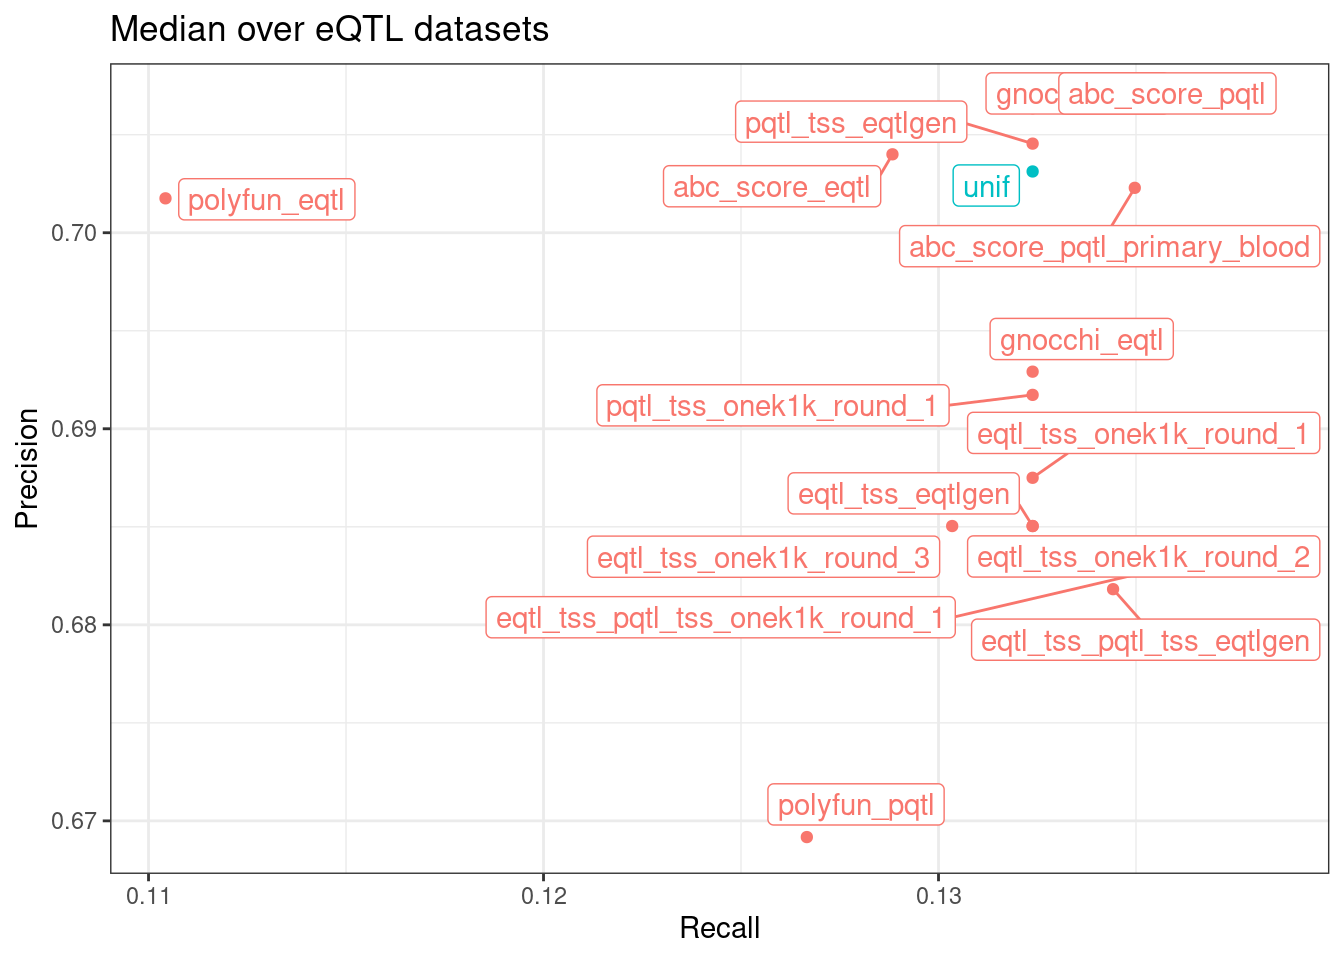 Median over eQTL datasets
gnoc
abc_score_pqtl
pqtl_tss_eqtlgen
abc_score_eqtl
unif
polyfun_eqtl
abc_score_pqtl_primary_blood
gnocchi_eqtl
pqtl_tss_onek1k_round_1
eqtl_tss_onek1k_round_1
eqtl_tss_eqtlgen
eqtl_tss_onek1k_round_3
eqtl_tss_onek1k_round_2
eqtl_tss_pqtl_tss_onek1k_round_1
eqtl_tss_pqtl_tss_eqtlgen
polyfun_pqtl
0.70
0.69
0.68
0.67
Precision
0.11
0.12
0.13
Recall